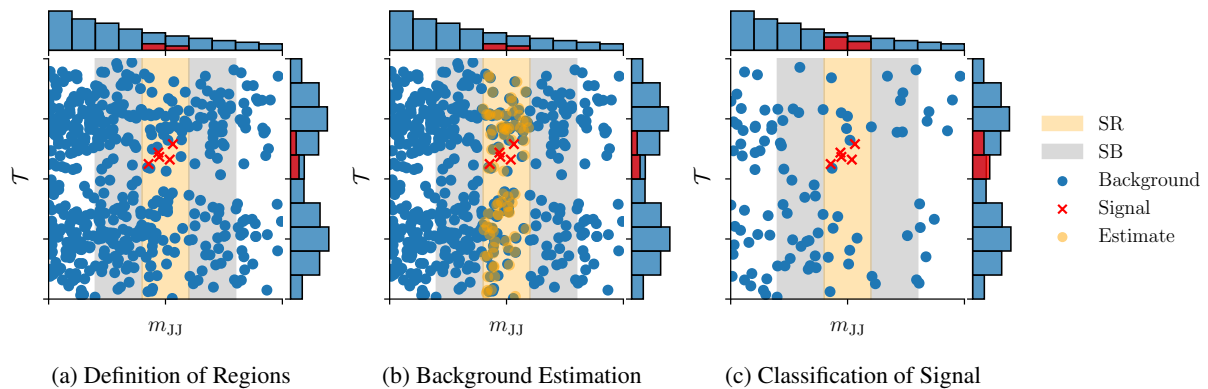 𝒯
m_JJ
(a) Definition of Regions
𝒯
m_JJ
(b) Background Estimation
𝒯
m_JJ
(c) Classification of Signal
SR
SB
Background
Signal
Estimate